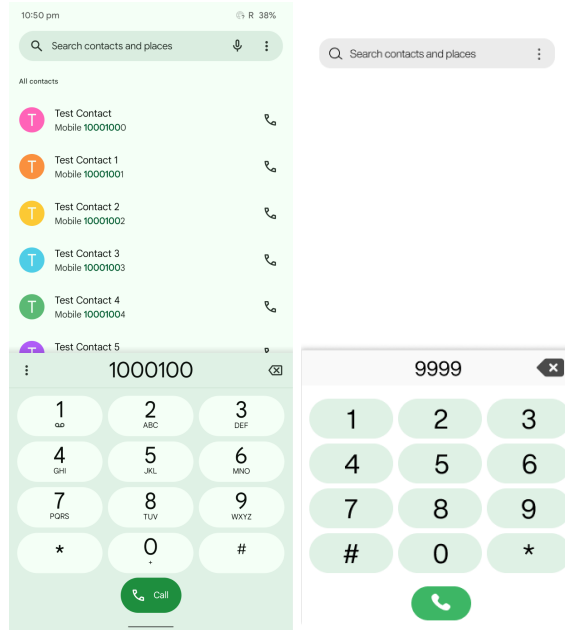 10:50 pm R 38%
Search contacts and places
All contacts
T Test Contact
Mobile 10001000
T Test Contact 1
Mobile 10001001
T Test Contact 2
Mobile 10001002
T Test Contact 3
Mobile 10001003
T Test Contact 4
Mobile 10001004
T Test Contact 5
1000100
1 2 3
ABC DEF
4 5 6
GHI JKL MNO
7 8 9
PQRS TUV WXYZ
* 0 #
+
Call
Search contacts and places
9999
1 2 3
4 5 6
7 8 9
# 0 *